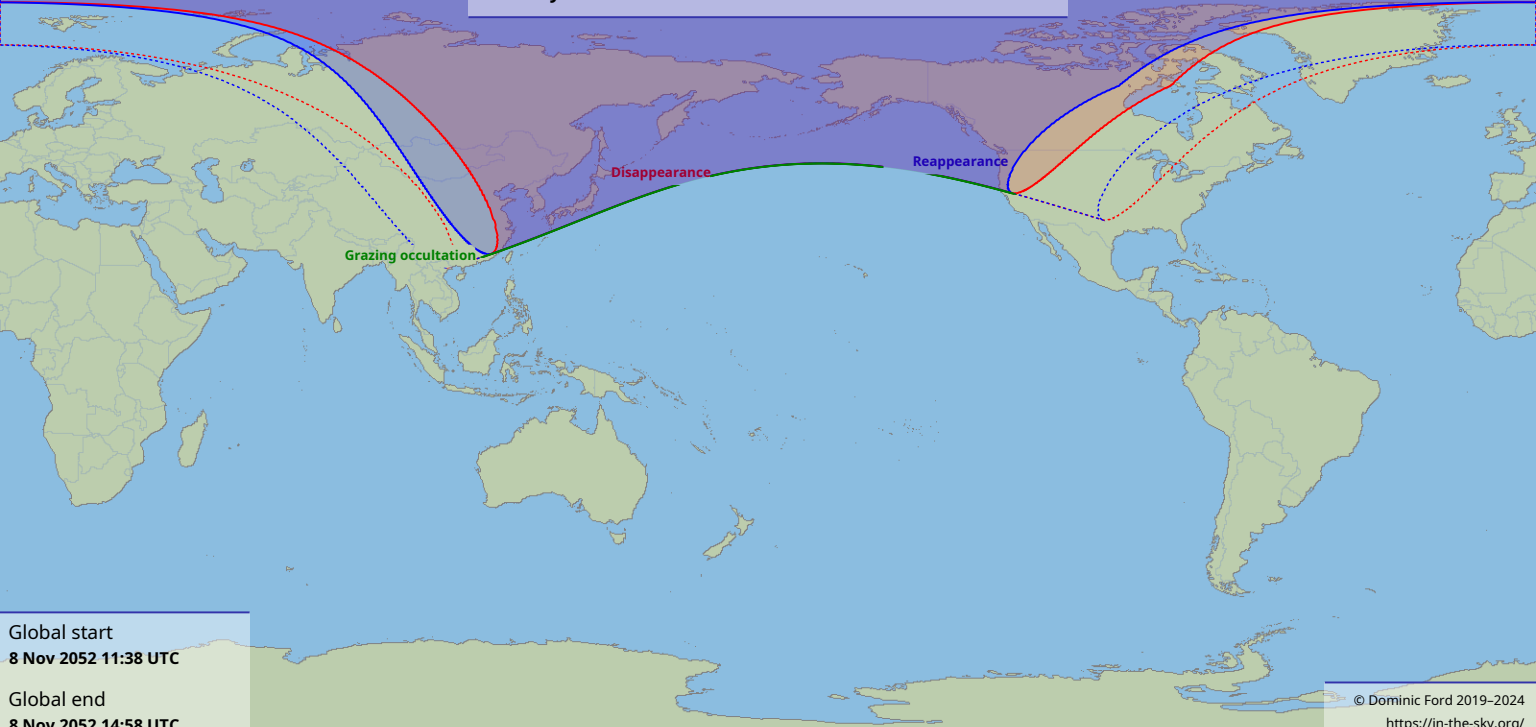 Reappearance
Disappearance
Grazing occultation
Global start
8 Nov 2052 11:38 UTC
Global end
8 Nov 2052 14:58 UTC
© Dominic Ford 2019–2024
https://in-the-sky.org/